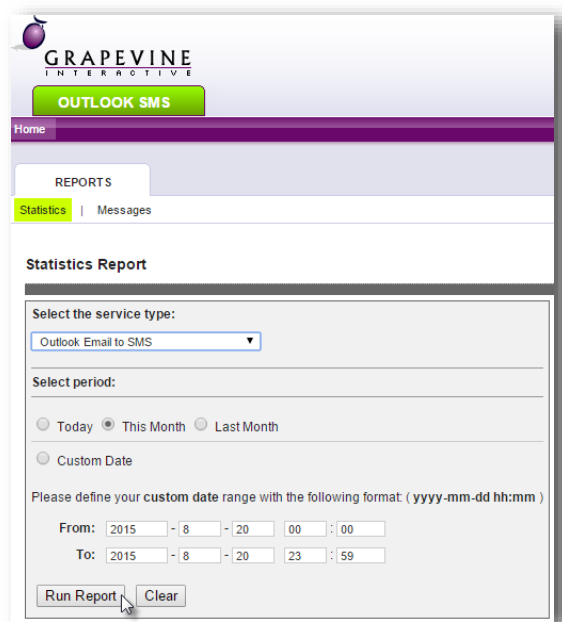 GRAPEVINE
INTERACTIVE
OUTLOOK SMS
Home
REPORTS
Statistics | Messages
Statistics Report
Select the service type:
Outlook Email to SMS
Select period:
Today This Month Last Month
Custom Date
Please define your custom date range with the following format: ( yyyy-mm-dd hh:mm )
From: 2015 - 8 - 20 00 : 00
To: 2015 - 8 - 20 23 : 59
Run Report Clear